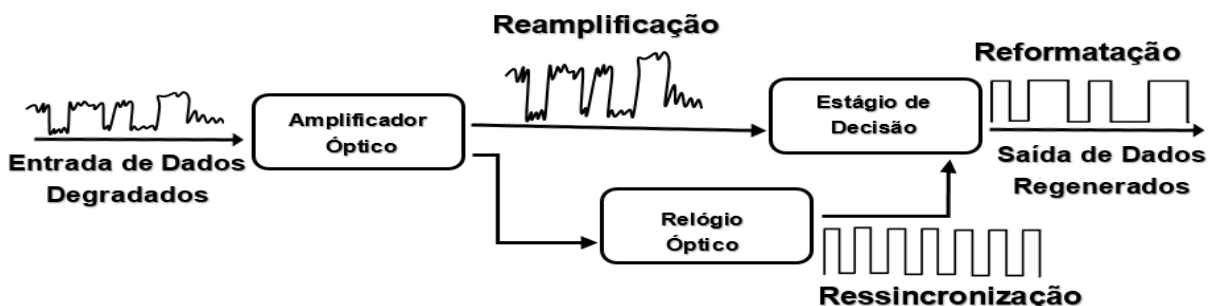 Reamplificação
Reformatação
Entrada de Dados
Degradados
Amplificador
Óptico
Estágio de
Decisão
Saída de Dados
Regenerados
Relógio
Óptico
Ressincronização